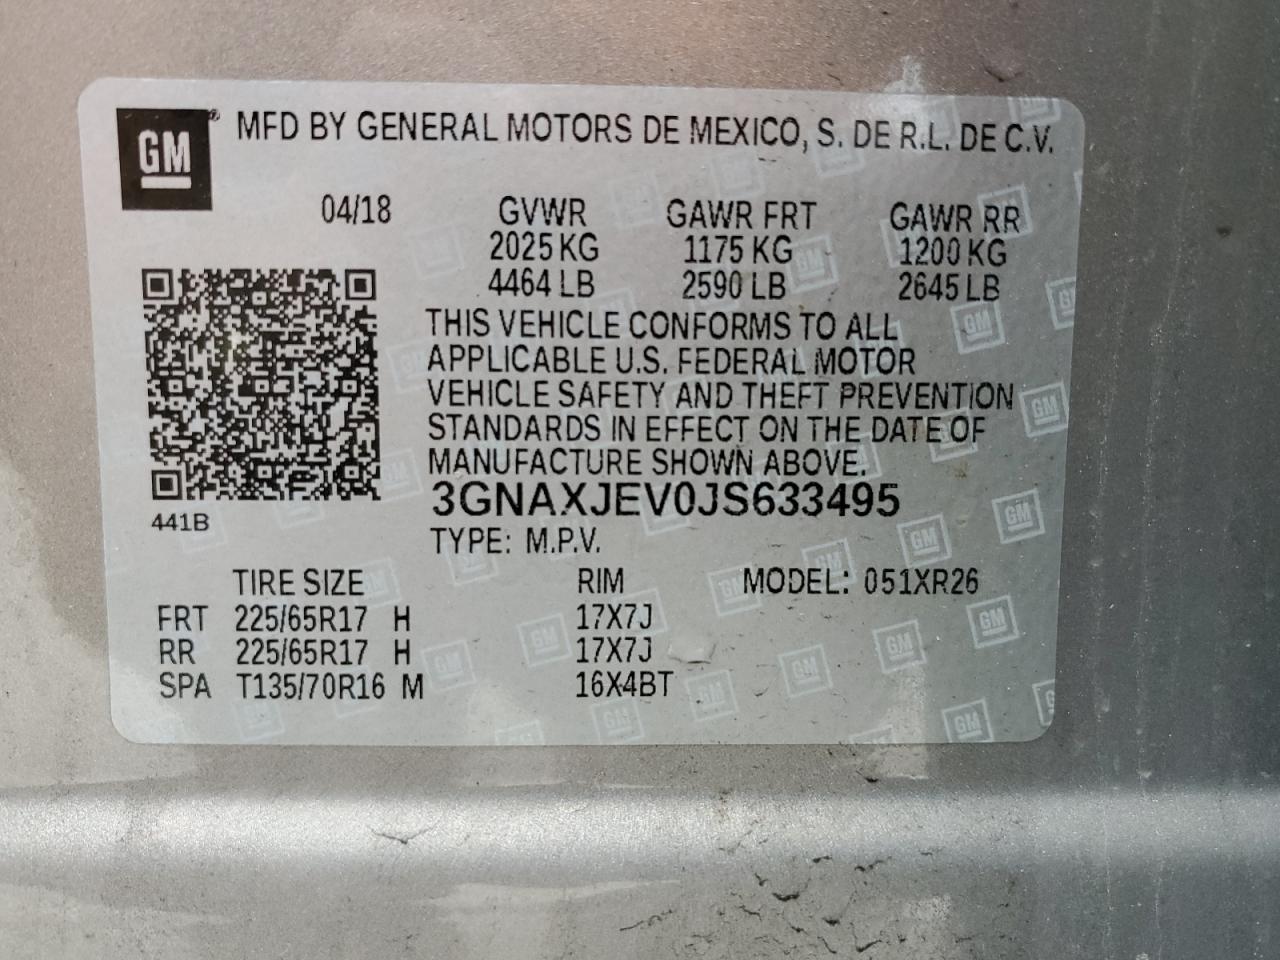 GM® MFD BY GENERAL MOTORS DE MEXICO, S. DE R.L. DE C.V.
04/18 GVWR GAWR FRT GAWR RR
2025 KG 1175 KG 1200 KG
4464 LB 2590 LB 2645 LB
THIS VEHICLE CONFORMS TO ALL
APPLICABLE U.S. FEDERAL MOTOR
VEHICLE SAFETY AND THEFT PREVENTION
STANDARDS IN EFFECT ON THE DATE OF
MANUFACTURE SHOWN ABOVE.
3GNAXJEV0JS633495
441B
TYPE: M.P.V.
TIRE SIZE RIM MODEL: 051XR26
FRT 225/65R17 H 17X7J
RR 225/65R17 H 17X7J
SPA T135/70R16 M 16X4BT